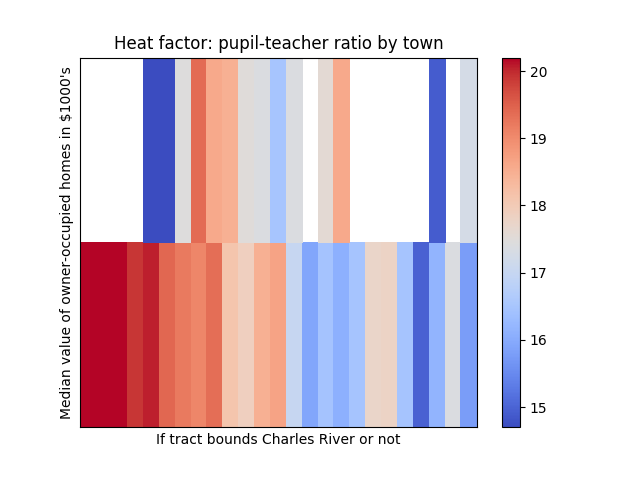 Heat factor: pupil-teacher ratio by town
Median value of owner-occupied homes in $1000's
If tract bounds Charles River or not
20
19
18
17
16
15